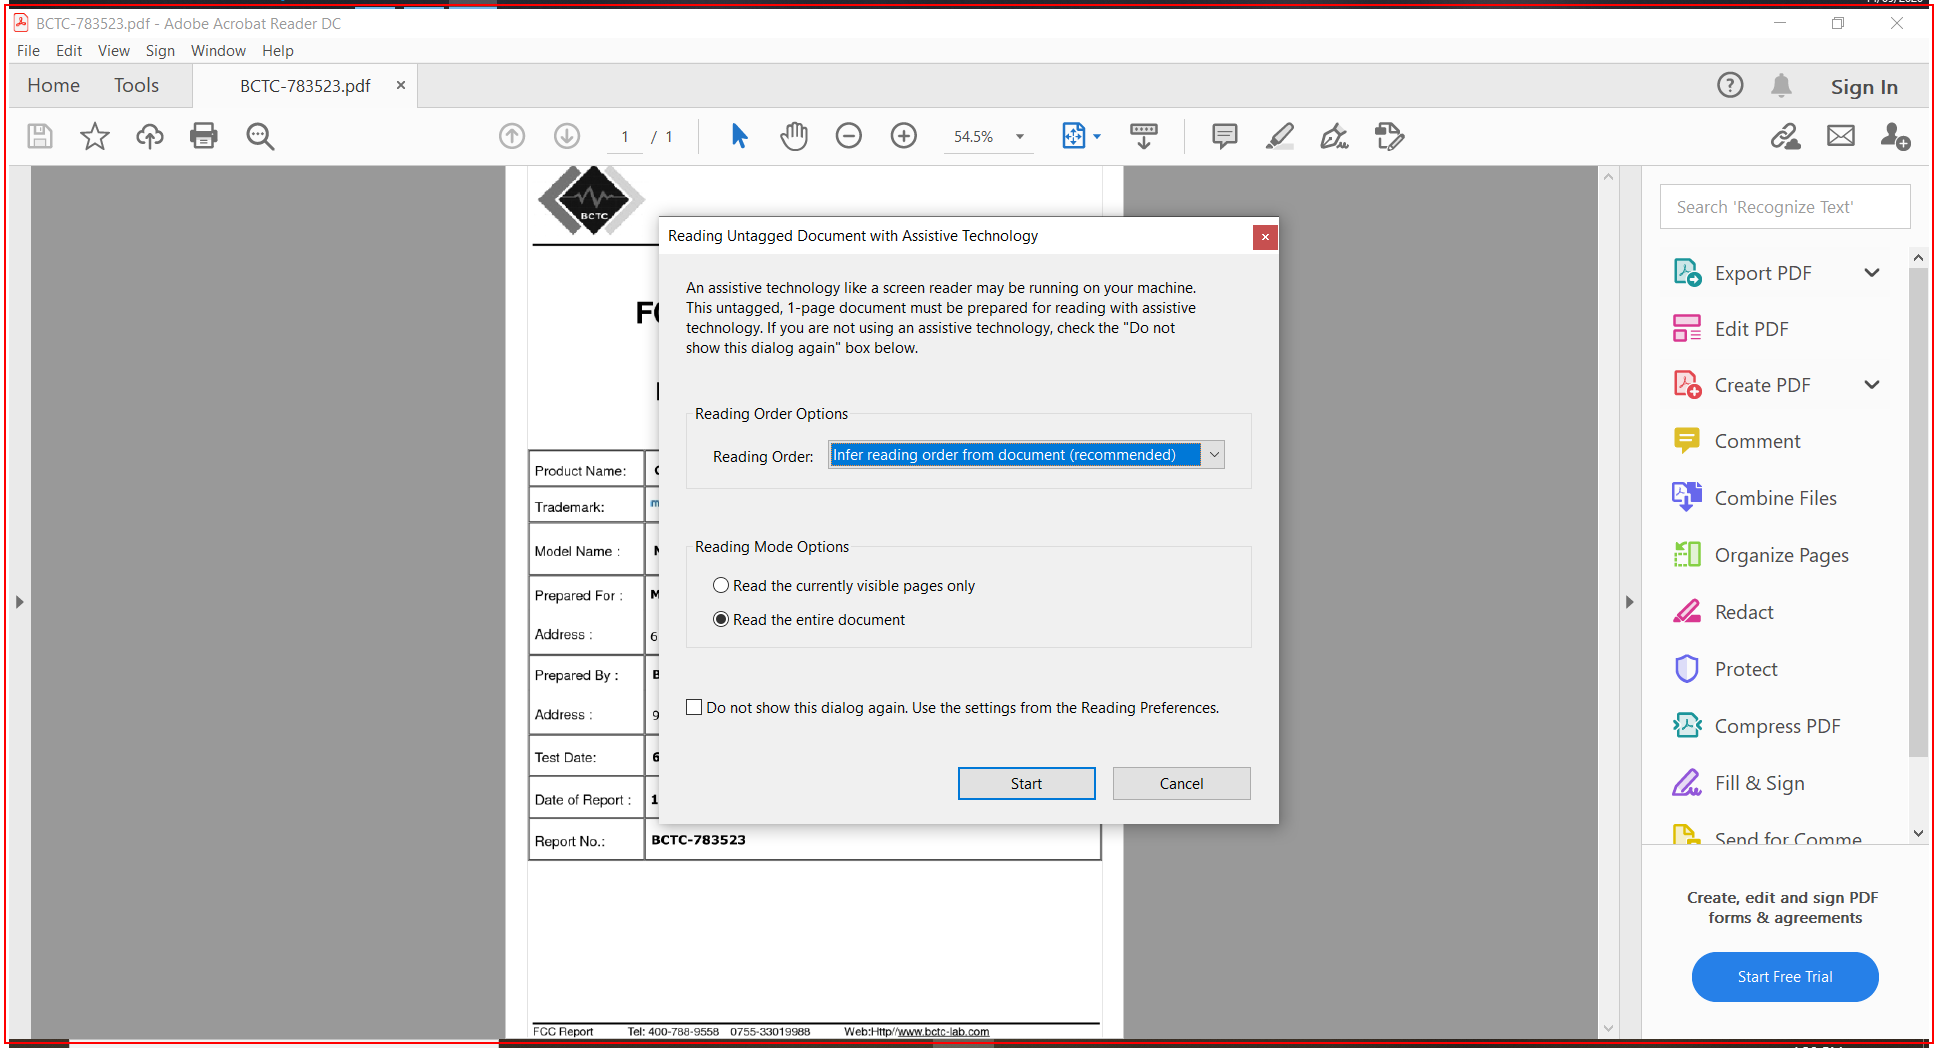 BCTC-783523.pdf - Adobe Acrobat Reader DC
File Edit View Sign Window Help
Home Tools BCTC-783523.pdf Sign In
1 / 1 54.5%
BCTC
Search 'Recognize Text'
Reading Untagged Document with Assistive Technology
An assistive technology like a screen reader may be running on your machine.
This untagged, 1-page document must be prepared for reading with assistive
technology. If you are not using an assistive technology, check the "Do not
show this dialog again" box below.
Reading Order Options
Reading Order: Infer reading order from document (recommended)
Reading Mode Options
Read the currently visible pages only
Read the entire document
Do not show this dialog again. Use the settings from the Reading Preferences.
Start Cancel
Product Name:
Trademark:
Model Name :
Prepared For :
Address : 6
Prepared By :
Address : 9
Test Date: 6
Date of Report : 1
Report No.: BCTC-783523
FCC Report Tel: 400-788-9558 0755-33019988 Web:Http//www.bctc-lab.com
Export PDF
Edit PDF
Create PDF
Comment
Combine Files
Organize Pages
Redact
Protect
Compress PDF
Fill & Sign
Send for Comme
Create, edit and sign PDF
forms & agreements
Start Free Trial